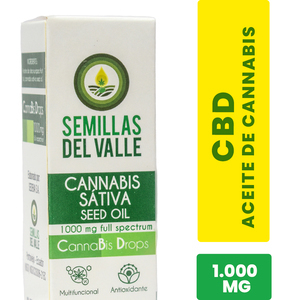 SEMILLAS
DEL VALLE
CANNABIS
SÁTIVA
SEED OIL
1000 mg full spectrum
CannaBis Drops
Multifuncional
Antioxidante
CBD
ACEITE DE CANNABIS
1.000
MG